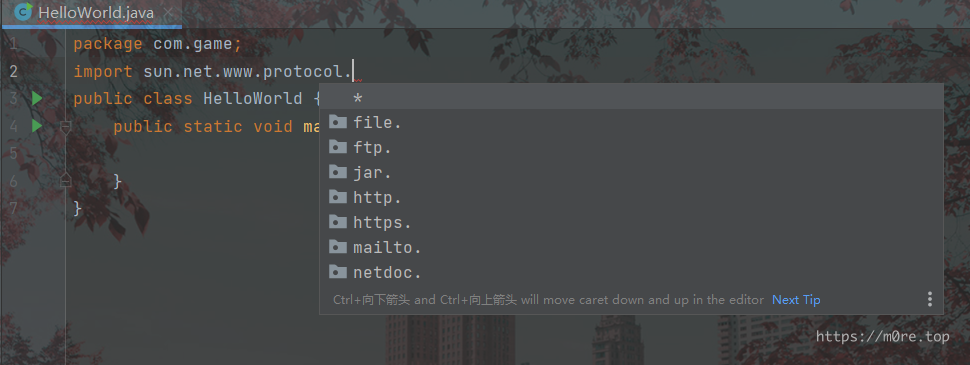 HelloWorld.java
1 package com.game;
2 import sun.net.www.protocol.
3 public class HelloWorld {
4 public static void ma
5
6 }
7 }
*
file.
ftp.
jar.
http.
https.
mailto.
netdoc.
Ctrl+向下箭头 and Ctrl+向上箭头 will move caret down and up in the editor Next Tip
https://m0re.top